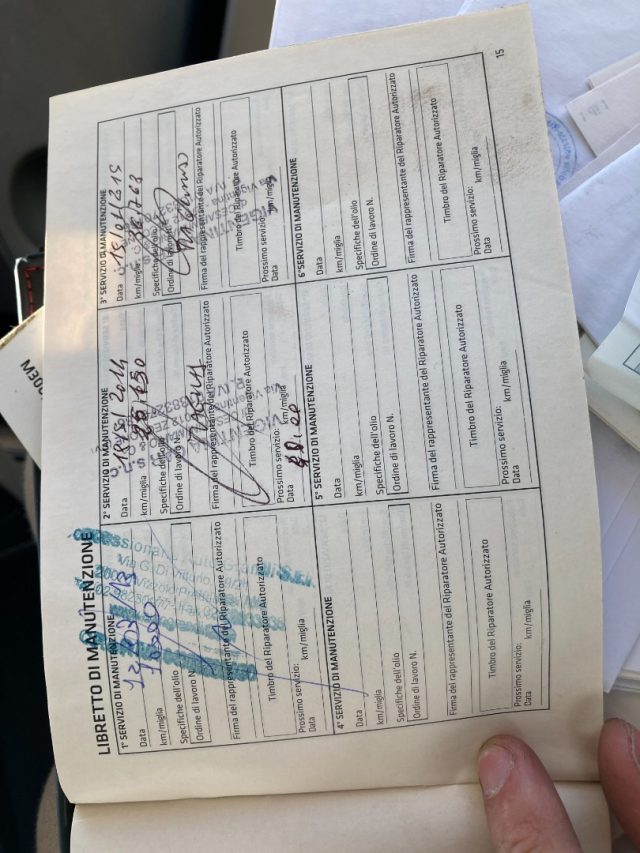 LIBRETTO DI MANUTENZIONE
1° SERVIZIO DI MANUTENZIONE
Data
km/miglia
Specifiche dell'olio
Ordine di lavoro N.
Firma del rappresentante del Riparatore Autorizzato
Timbro del Riparatore Autorizzato
Prossimo servizio:
Data
km/miglia
2° SERVIZIO DI MANUTENZIONE
Data
km/miglia
Specifiche dell'olio
Ordine di lavoro N.
Firma del rappresentante del Riparatore Autorizzato
Timbro del Riparatore Autorizzato
Prossimo servizio:
Data
km/miglia
3° SERVIZIO DI MANUTENZIONE
Data
km/miglia
Specifiche dell'olio
Ordine di lavoro N.
Firma del rappresentante del Riparatore Autorizzato
Timbro del Riparatore Autorizzato
Prossimo servizio:
Data
km/miglia
4° SERVIZIO DI MANUTENZIONE
Data
km/miglia
Specifiche dell'olio
Ordine di lavoro N.
Firma del rappresentante del Riparatore Autorizzato
Timbro del Riparatore Autorizzato
Prossimo servizio:
Data
km/miglia
5° SERVIZIO DI MANUTENZIONE
Data
km/miglia
Specifiche dell'olio
Ordine di lavoro N.
Firma del rappresentante del Riparatore Autorizzato
Timbro del Riparatore Autorizzato
Prossimo servizio:
Data
km/miglia
6° SERVIZIO DI MANUTENZIONE
Data
km/miglia
Specifiche dell'olio
Ordine di lavoro N.
Firma del rappresentante del Riparatore Autorizzato
Timbro del Riparatore Autorizzato
Prossimo servizio:
Data
km/miglia
15